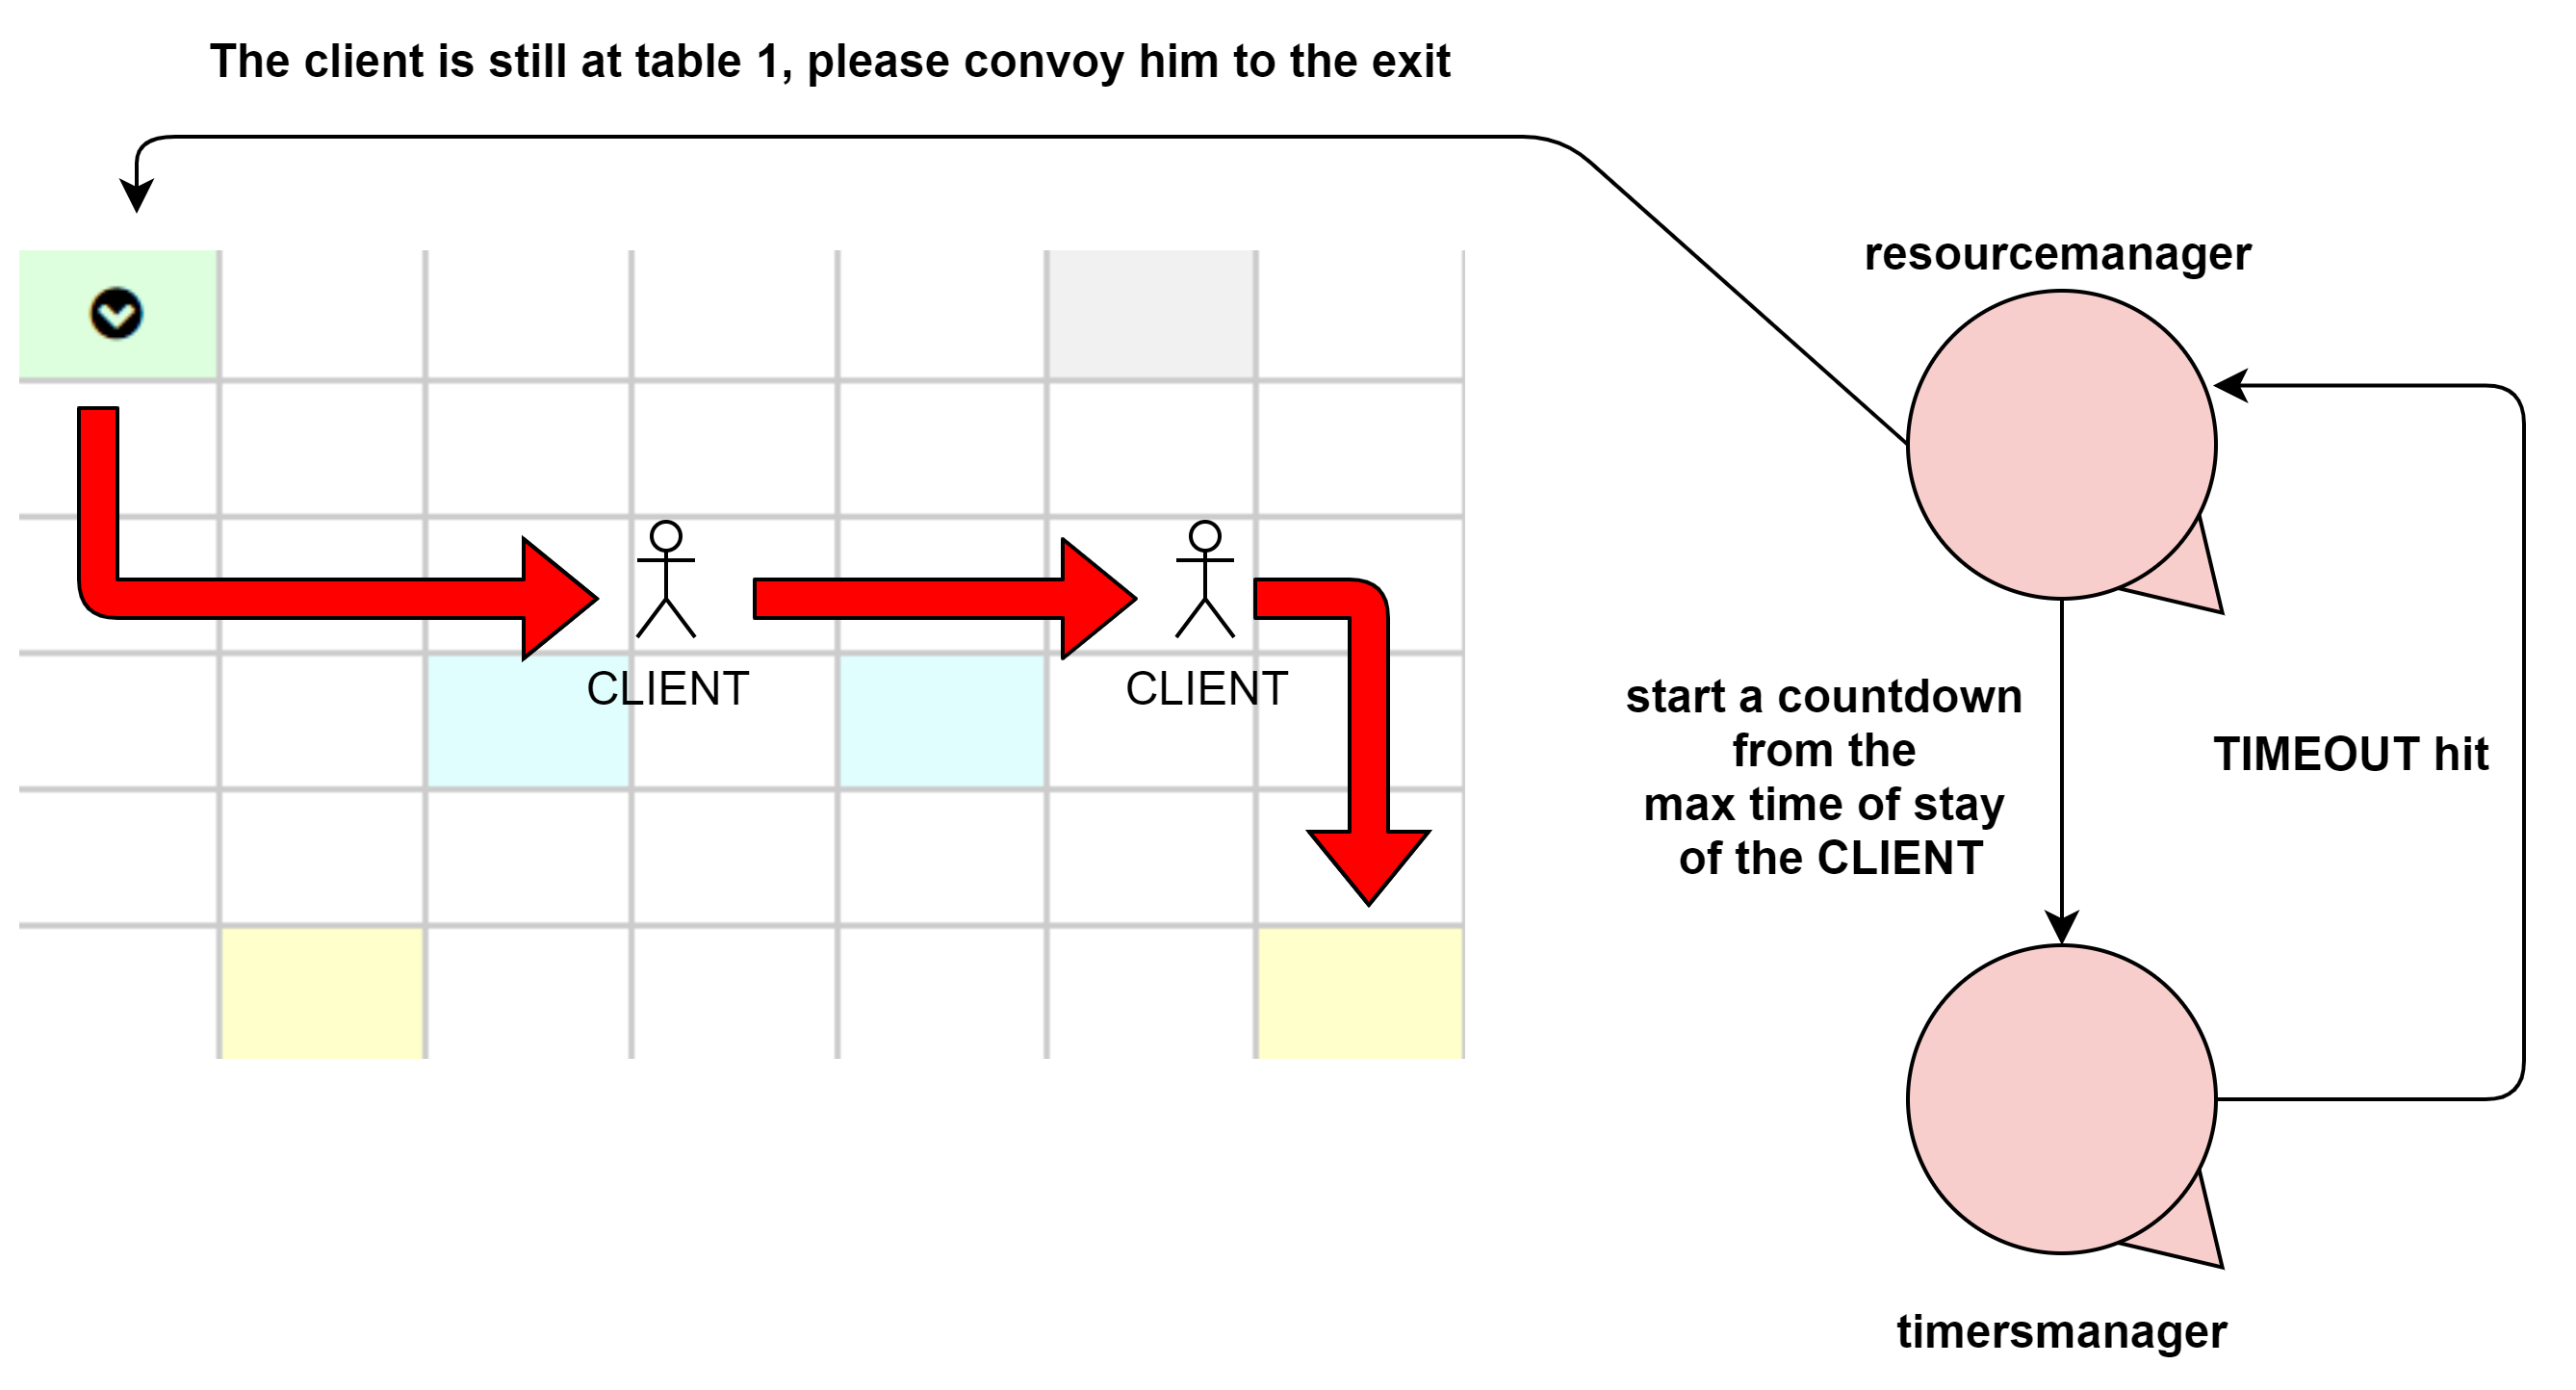 The client is still at table 1, please convoy him to the exit
resourcemanager
CLIENT
CLIENT
start a countdown
from the
max time of stay
of the CLIENT
TIMEOUT hit
timersmanager